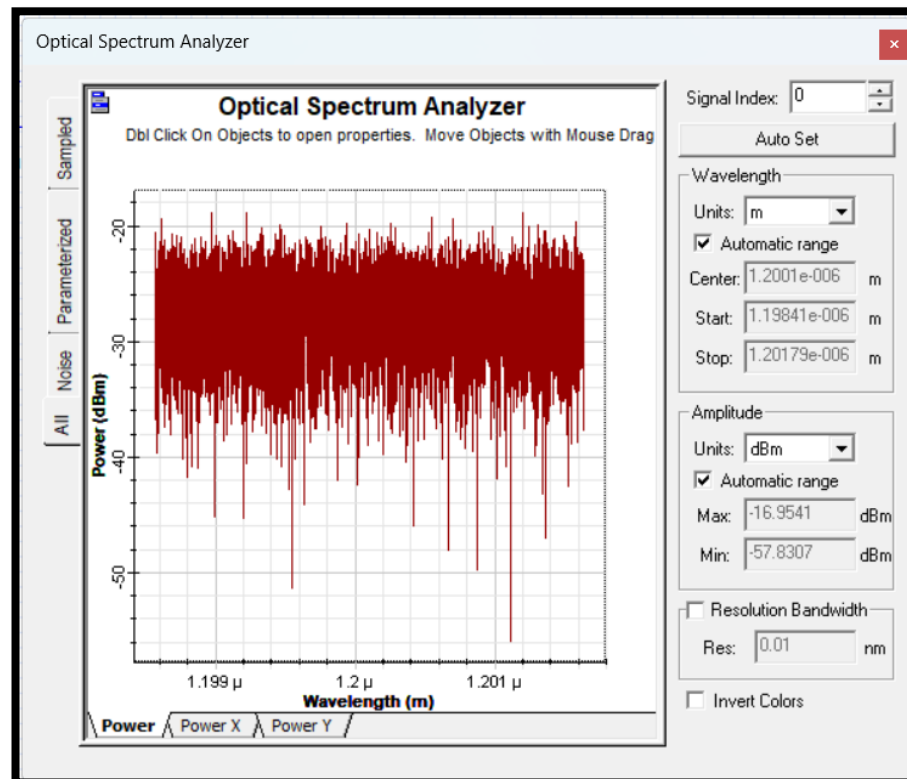 Optical Spectrum Analyzer
Sampled
Parameterized
Noise
All
Optical Spectrum Analyzer
Dbl Click On Objects to open properties. Move Objects with Mouse Drag
Power (dBm)
-20
-30
-40
-50
1.199 µ
1.2 µ
1.201 µ
Wavelength (m)
Power
Power X
Power Y
Signal Index: 0
Auto Set
Wavelength
Units: m
Automatic range
Center: 1.2001e-006 m
Start: 1.19841e-006 m
Stop: 1.20179e-006 m
Amplitude
Units: dBm
Automatic range
Max: -16.9541 dBm
Min: -57.8307 dBm
Resolution Bandwidth
Res: 0.01 nm
Invert Colors